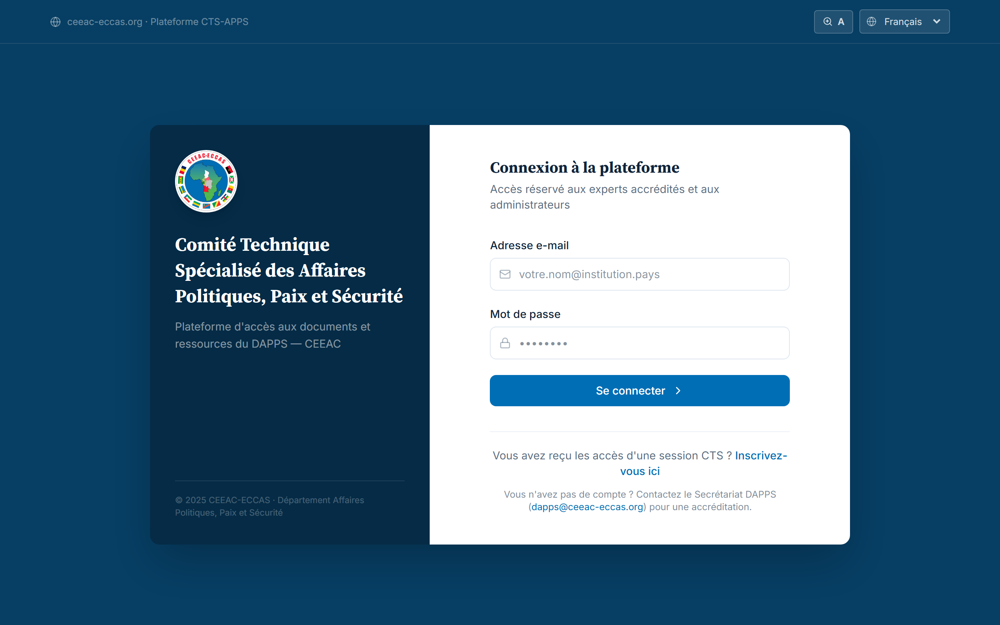 ceeac-eccas.org · Plateforme CTS-APPS
A
Français
CEEAC-ECCAS
Comité Technique
Spécialisé des Affaires
Politiques, Paix et Sécurité
Plateforme d'accès aux documents et
ressources du DAPPS — CEEAC
© 2025 CEEAC-ECCAS · Département Affaires
Politiques, Paix et Sécurité
Connexion à la plateforme
Accès réservé aux experts accrédités et aux
administrateurs
Adresse e-mail
votre.nom@institution.pays
Mot de passe
••••••••
Se connecter
Vous avez reçu les accès d'une session CTS ? Inscrivez-
vous ici
Vous n'avez pas de compte ? Contactez le Secrétariat DAPPS
(dapps@ceeac-eccas.org) pour une accréditation.